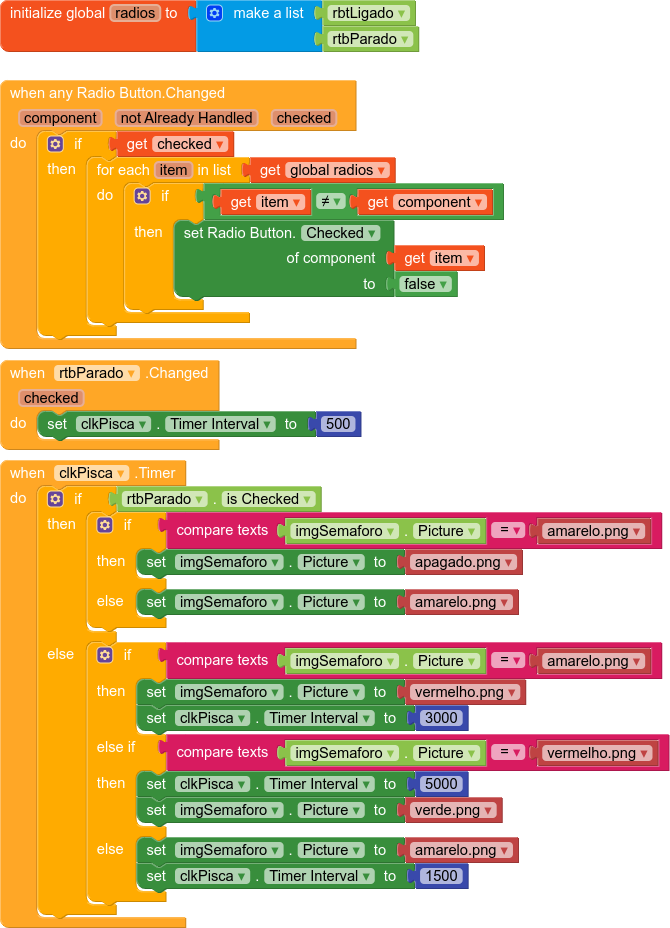 initialize global radios to make a list rbtLigado
rtbParado
when any Radio Button.Changed
component not Already Handled checked
do if get checked
then for each item in list get global radios
do if get item ≠ get component
then set Radio Button. Checked
of component get item
to false
when rtbParado .Changed
checked
do set clkPisca . Timer Interval to 500
when clkPisca .Timer
do if rtbParado . is Checked
then if compare texts imgSemaforo . Picture = amarelo.png
then set imgSemaforo . Picture to apagado.png
else set imgSemaforo . Picture to amarelo.png
else if compare texts imgSemaforo . Picture = amarelo.png
then set imgSemaforo . Picture to vermelho.png
set clkPisca . Timer Interval to 3000
else if compare texts imgSemaforo . Picture = vermelho.png
then set clkPisca . Timer Interval to 5000
set imgSemaforo . Picture to verde.png
else set imgSemaforo . Picture to amarelo.png
set clkPisca . Timer Interval to 1500